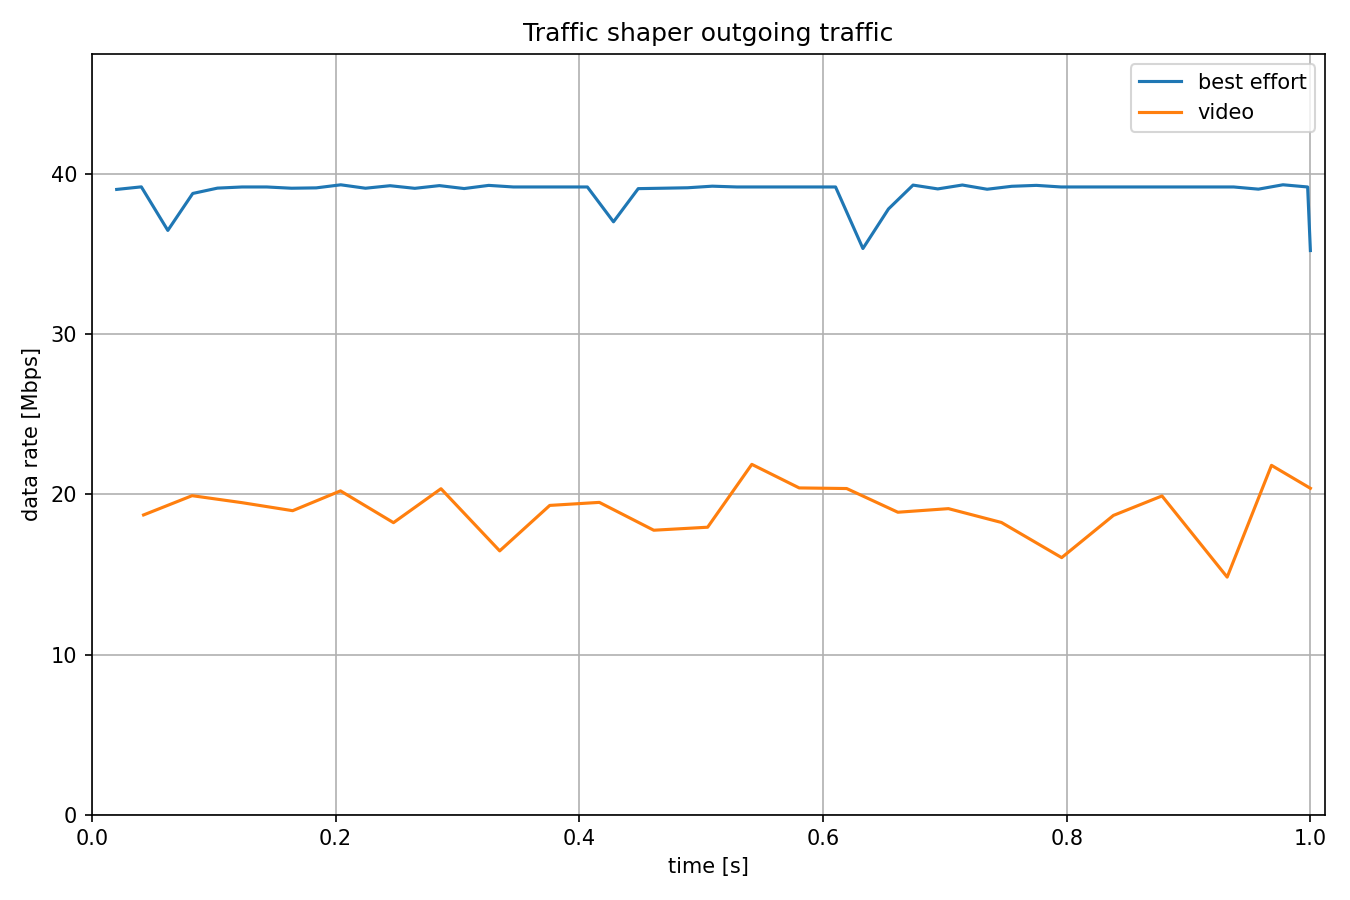 Traffic shaper outgoing traffic
best effort
video
data rate [Mbps]
40
30
20
10
0
0.0 0.2 0.4 0.6 0.8 1.0
time [s]